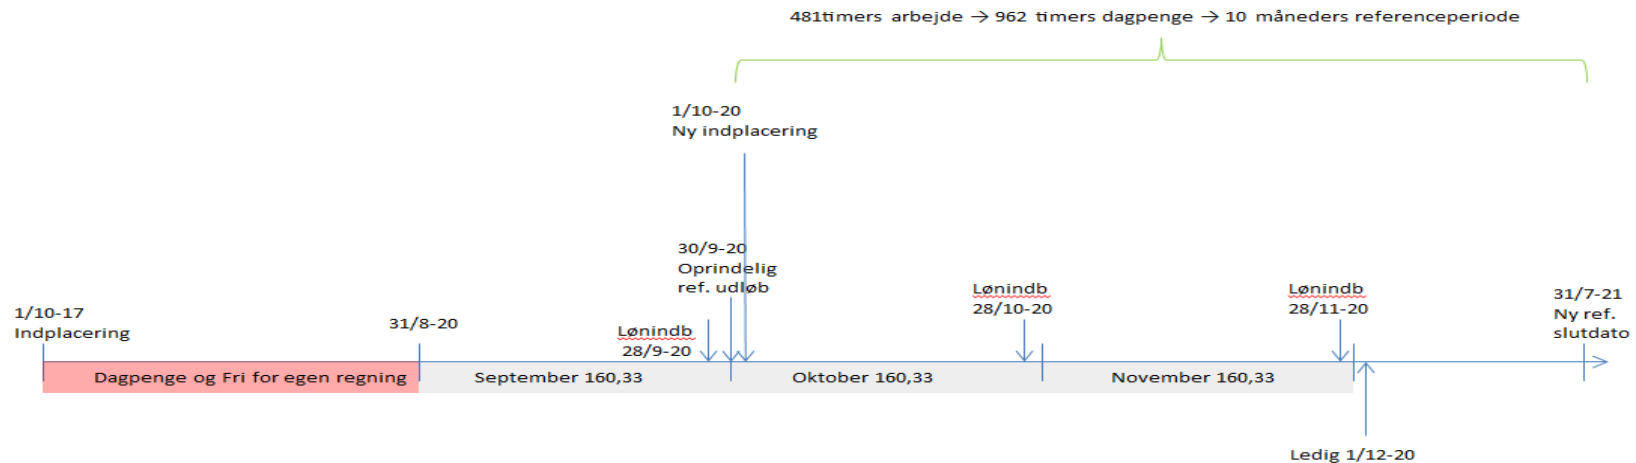 481timers arbejde → 962 timers dagpenge → 10 måneders referenceperiode
1/10-20
Ny indplacering
30/9-20
Oprindelig
ref. udløb
1/10-17
Indplacering
31/8-20
Lønindb
28/9-20
Lønindb
28/10-20
Lønindb
28/11-20
31/7-21
Ny ref.
slutdato
Dagpenge og Fri for egen regning
September 160,33
Oktober 160,33
November 160,33
Ledig 1/12-20